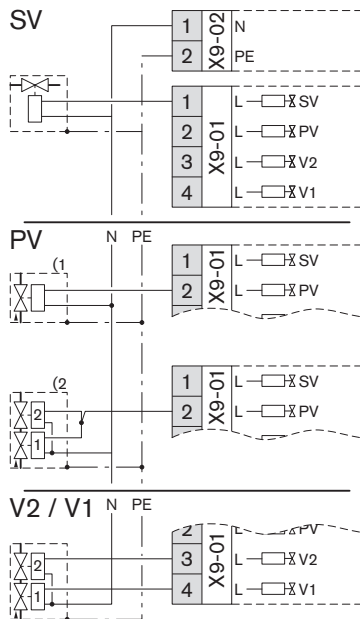 SV
1 N
2 PE
X9-02
1 L SV
2 L PV
3 L V2
4 L V1
X9-01
PV N PE
(1
1 L SV
2 L PV
X9-01
(2
2
1
1 L SV
2 L PV
X9-01
V2 / V1 N PE
2 L PV
2
3 L V2
1
4 L V1
X9-01